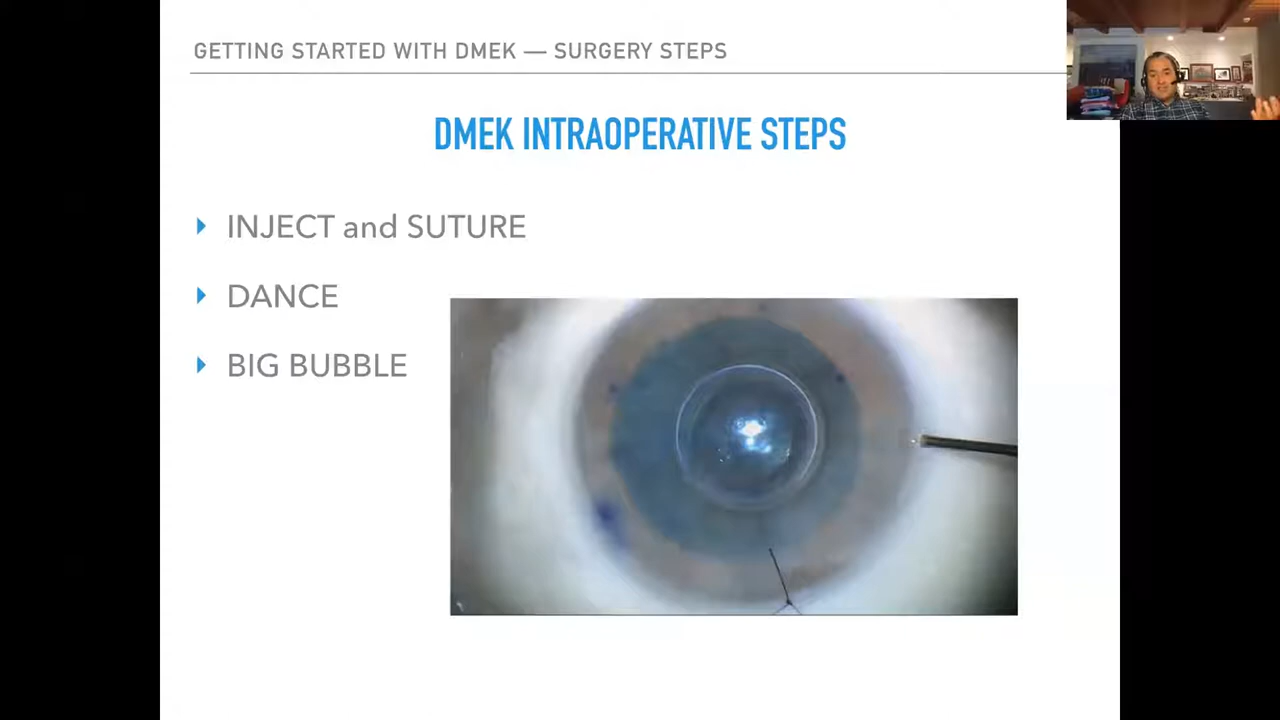 GETTING STARTED WITH DMEK — SURGERY STEPS
DMEK INTRAOPERATIVE STEPS
INJECT and SUTURE
DANCE
BIG BUBBLE